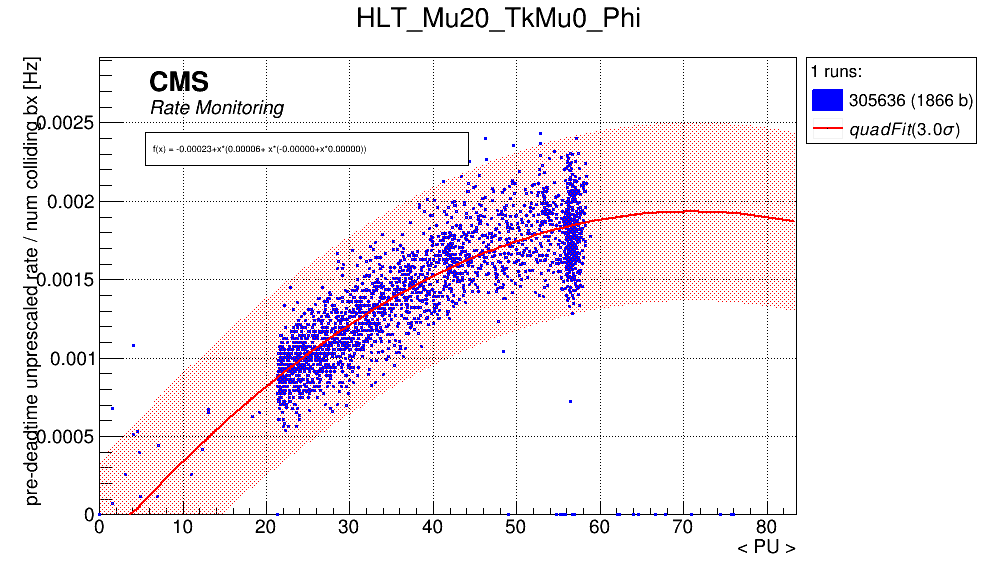 HLT_Mu20_TkMu0_Phi
pre-deadtime unprescaled rate / num colliding bx [Hz]
CMS
Rate Monitoring
f(x) = -0.00023+x*(0.00006+ x*(-0.00000+x*0.00000))
0.0025
0.002
0.0015
0.001
0.0005
0
0 10 20 30 40 50 60 70 80
< PU >
1 runs:
305636 (1866 b)
quadFit(3.0σ)